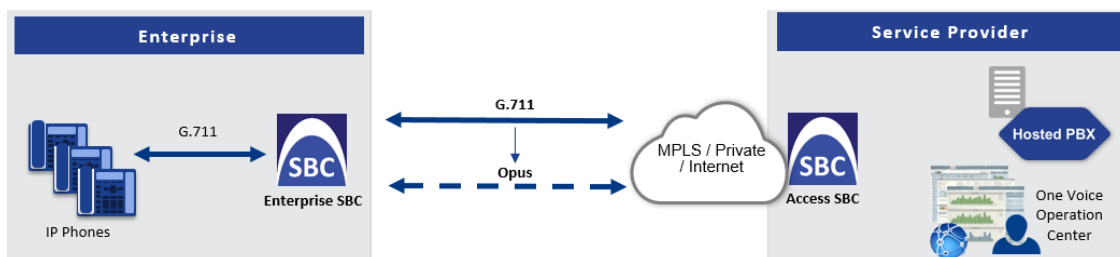 Enterprise
Service Provider
G.711
SBC
Enterprise SBC
IP Phones
G.711
Opus
MPLS / Private
/ Internet
SBC
Access SBC
Hosted PBX
One Voice
Operation
Center